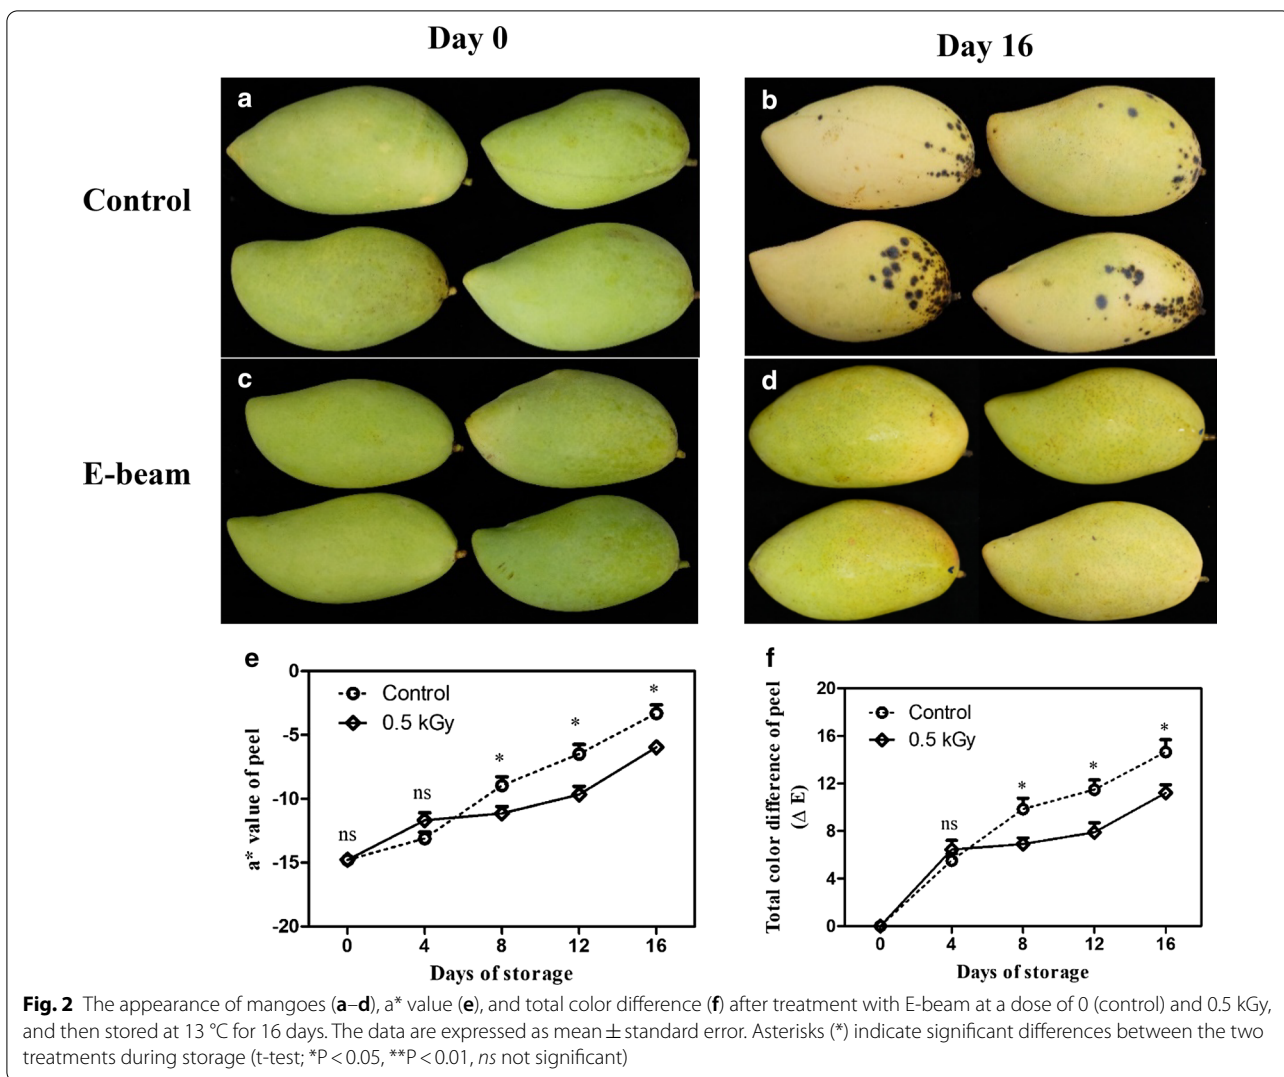 Day 0
Day 16
Control
a
b
E-beam
c
d
e
a* value of peel
0
-5
-10
-15
-20
Control
0.5 kGy
ns
ns
*
*
*
0
4
8
12
16
Days of storage
f
Total color difference of peel
(Δ E)
20
16
12
8
4
0
Control
0.5 kGy
ns
*
*
*
0
4
8
12
16
Days of storage
Fig. 2 The appearance of mangoes (a–d), a* value (e), and total color difference (f) after treatment with E-beam at a dose of 0 (control) and 0.5 kGy,
and then stored at 13 °C for 16 days. The data are expressed as mean ± standard error. Asterisks (*) indicate significant differences between the two
treatments during storage (t-test; *P < 0.05, **P < 0.01, ns not significant)